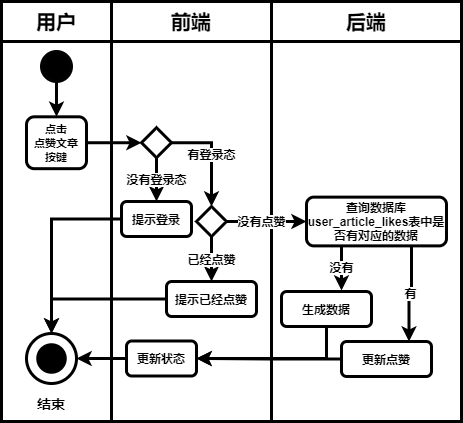 用户
前端
后端
点击
点赞文章
按键
有登录态
没有登录态
提示登录
没有点赞
查询数据库
user_article_likes表中是
否有对应的数据
已经点赞
没有
有
提示已经点赞
生成数据
更新状态
更新点赞
结束